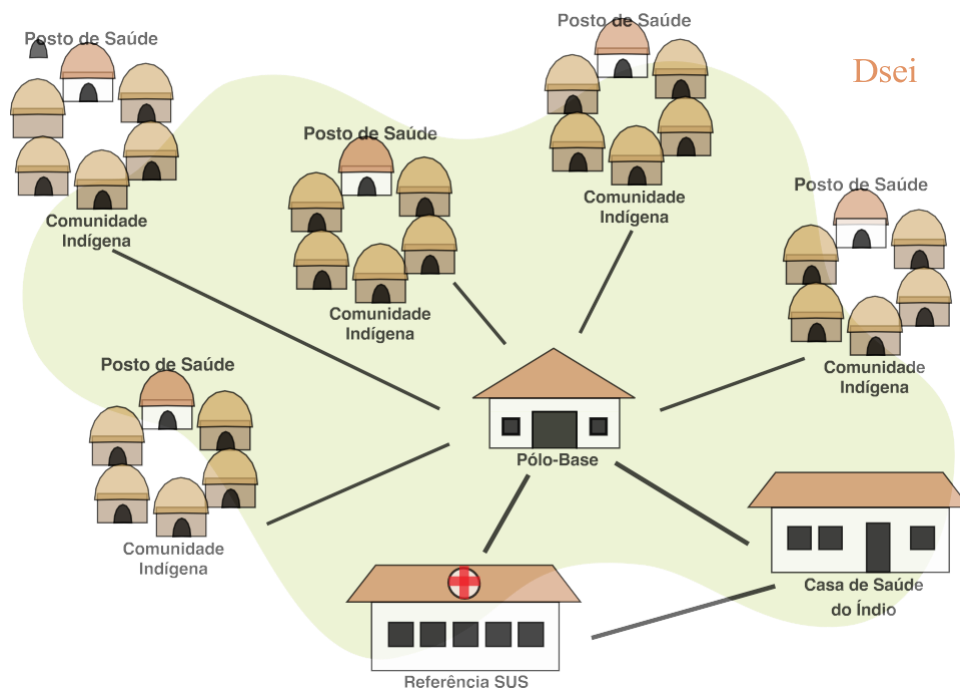 Posto de Saúde
Posto de Saúde
Dsei
Posto de Saúde
Posto de Saúde
Comunidade
Indígena
Comunidade
Indígena
Comunidade
Indígena
Posto de Saúde
Comunidade
Indígena
Pólo-Base
Comunidade
Indígena
Casa de Saúde
do Índio
Referência SUS